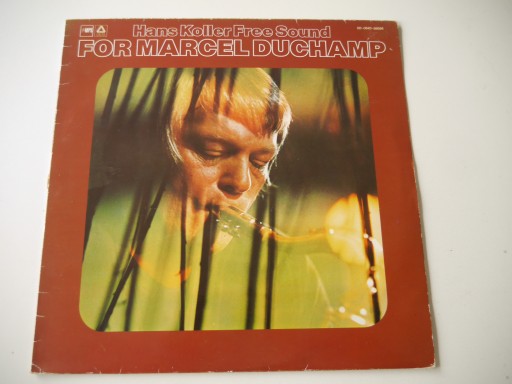 Hans Koller Free Sound
FOR MARCEL DUCHAMP